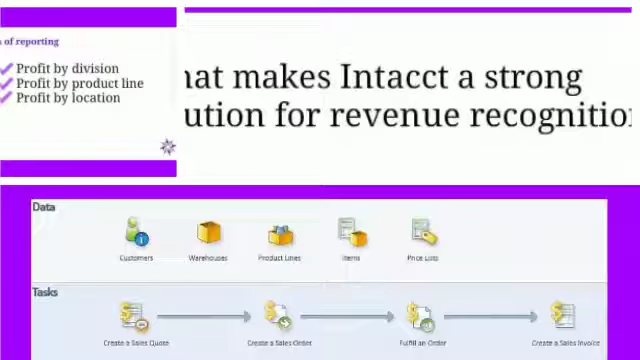 of reporting
Profit by division
Profit by product line
Profit by location
hat makes Intacct a strong
ution for revenue recognition
Data
Customers
Warehouses
Product Lines
Items
Price Lists
Tasks
Create a Sales Quote
Create a Sales Order
Fulfill an Order
Create a Sales Invoice